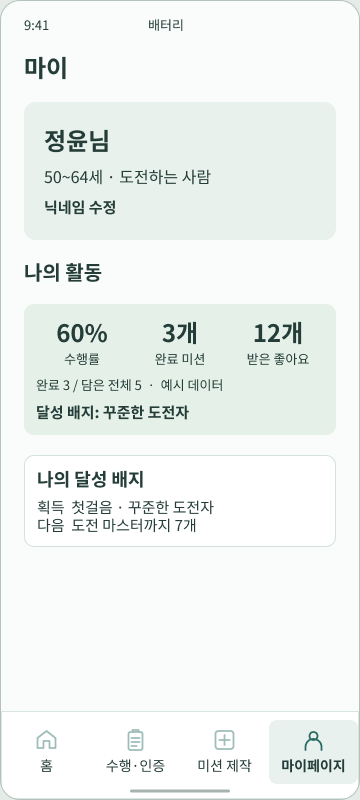 9:41 배터리
마이
정윤님
50~64세 · 도전하는 사람
닉네임 수정
나의 활동
60% 3개 12개
수행률 완료 미션 받은 좋아요
완료 3 / 담은 전체 5 · 예시 데이터
달성 배지: 꾸준한 도전자
나의 달성 배지
획득 첫걸음 · 꾸준한 도전자
다음 도전 마스터까지 7개
홈 수행·인증 미션 제작 마이페이지